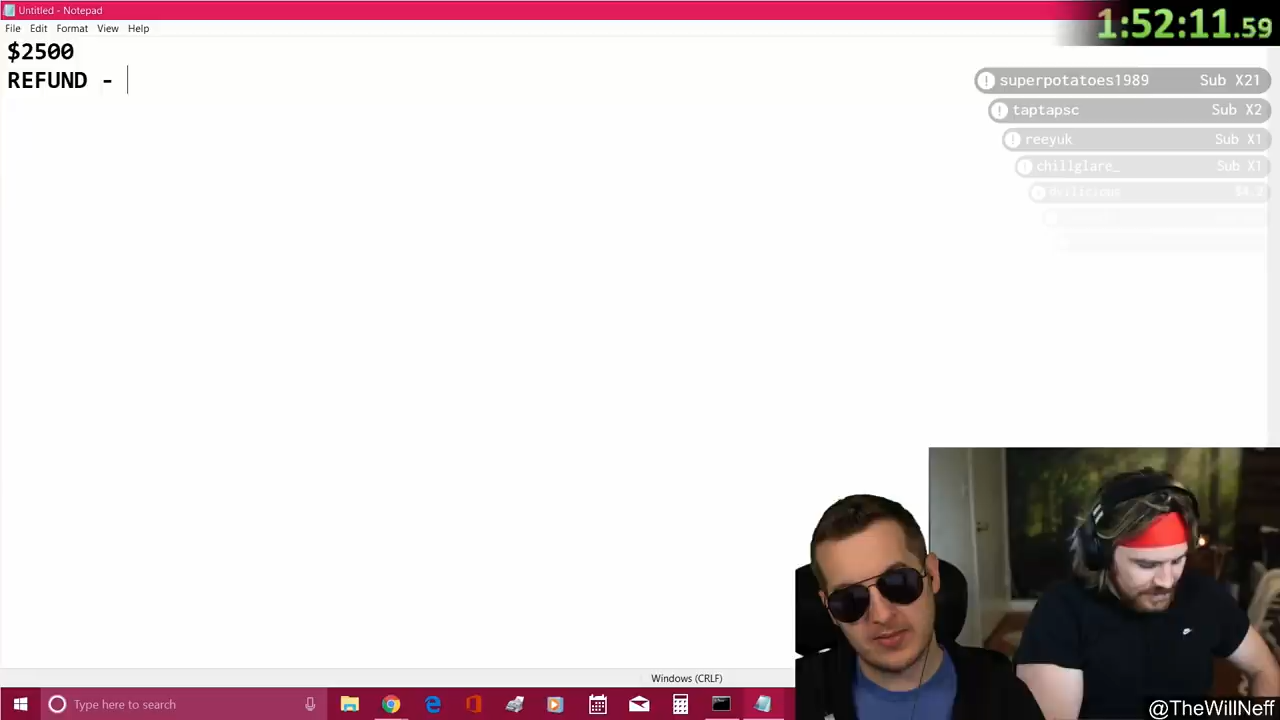 Untitled - Notepad
1:52:11.59
File Edit Format View Help
$2500
REFUND -
superpotatoes1989 Sub X21
taptapsc Sub X2
reeyuk Sub X1
chillglare_ Sub X1
Windows (CRLF)
Type here to search
@TheWillNeff